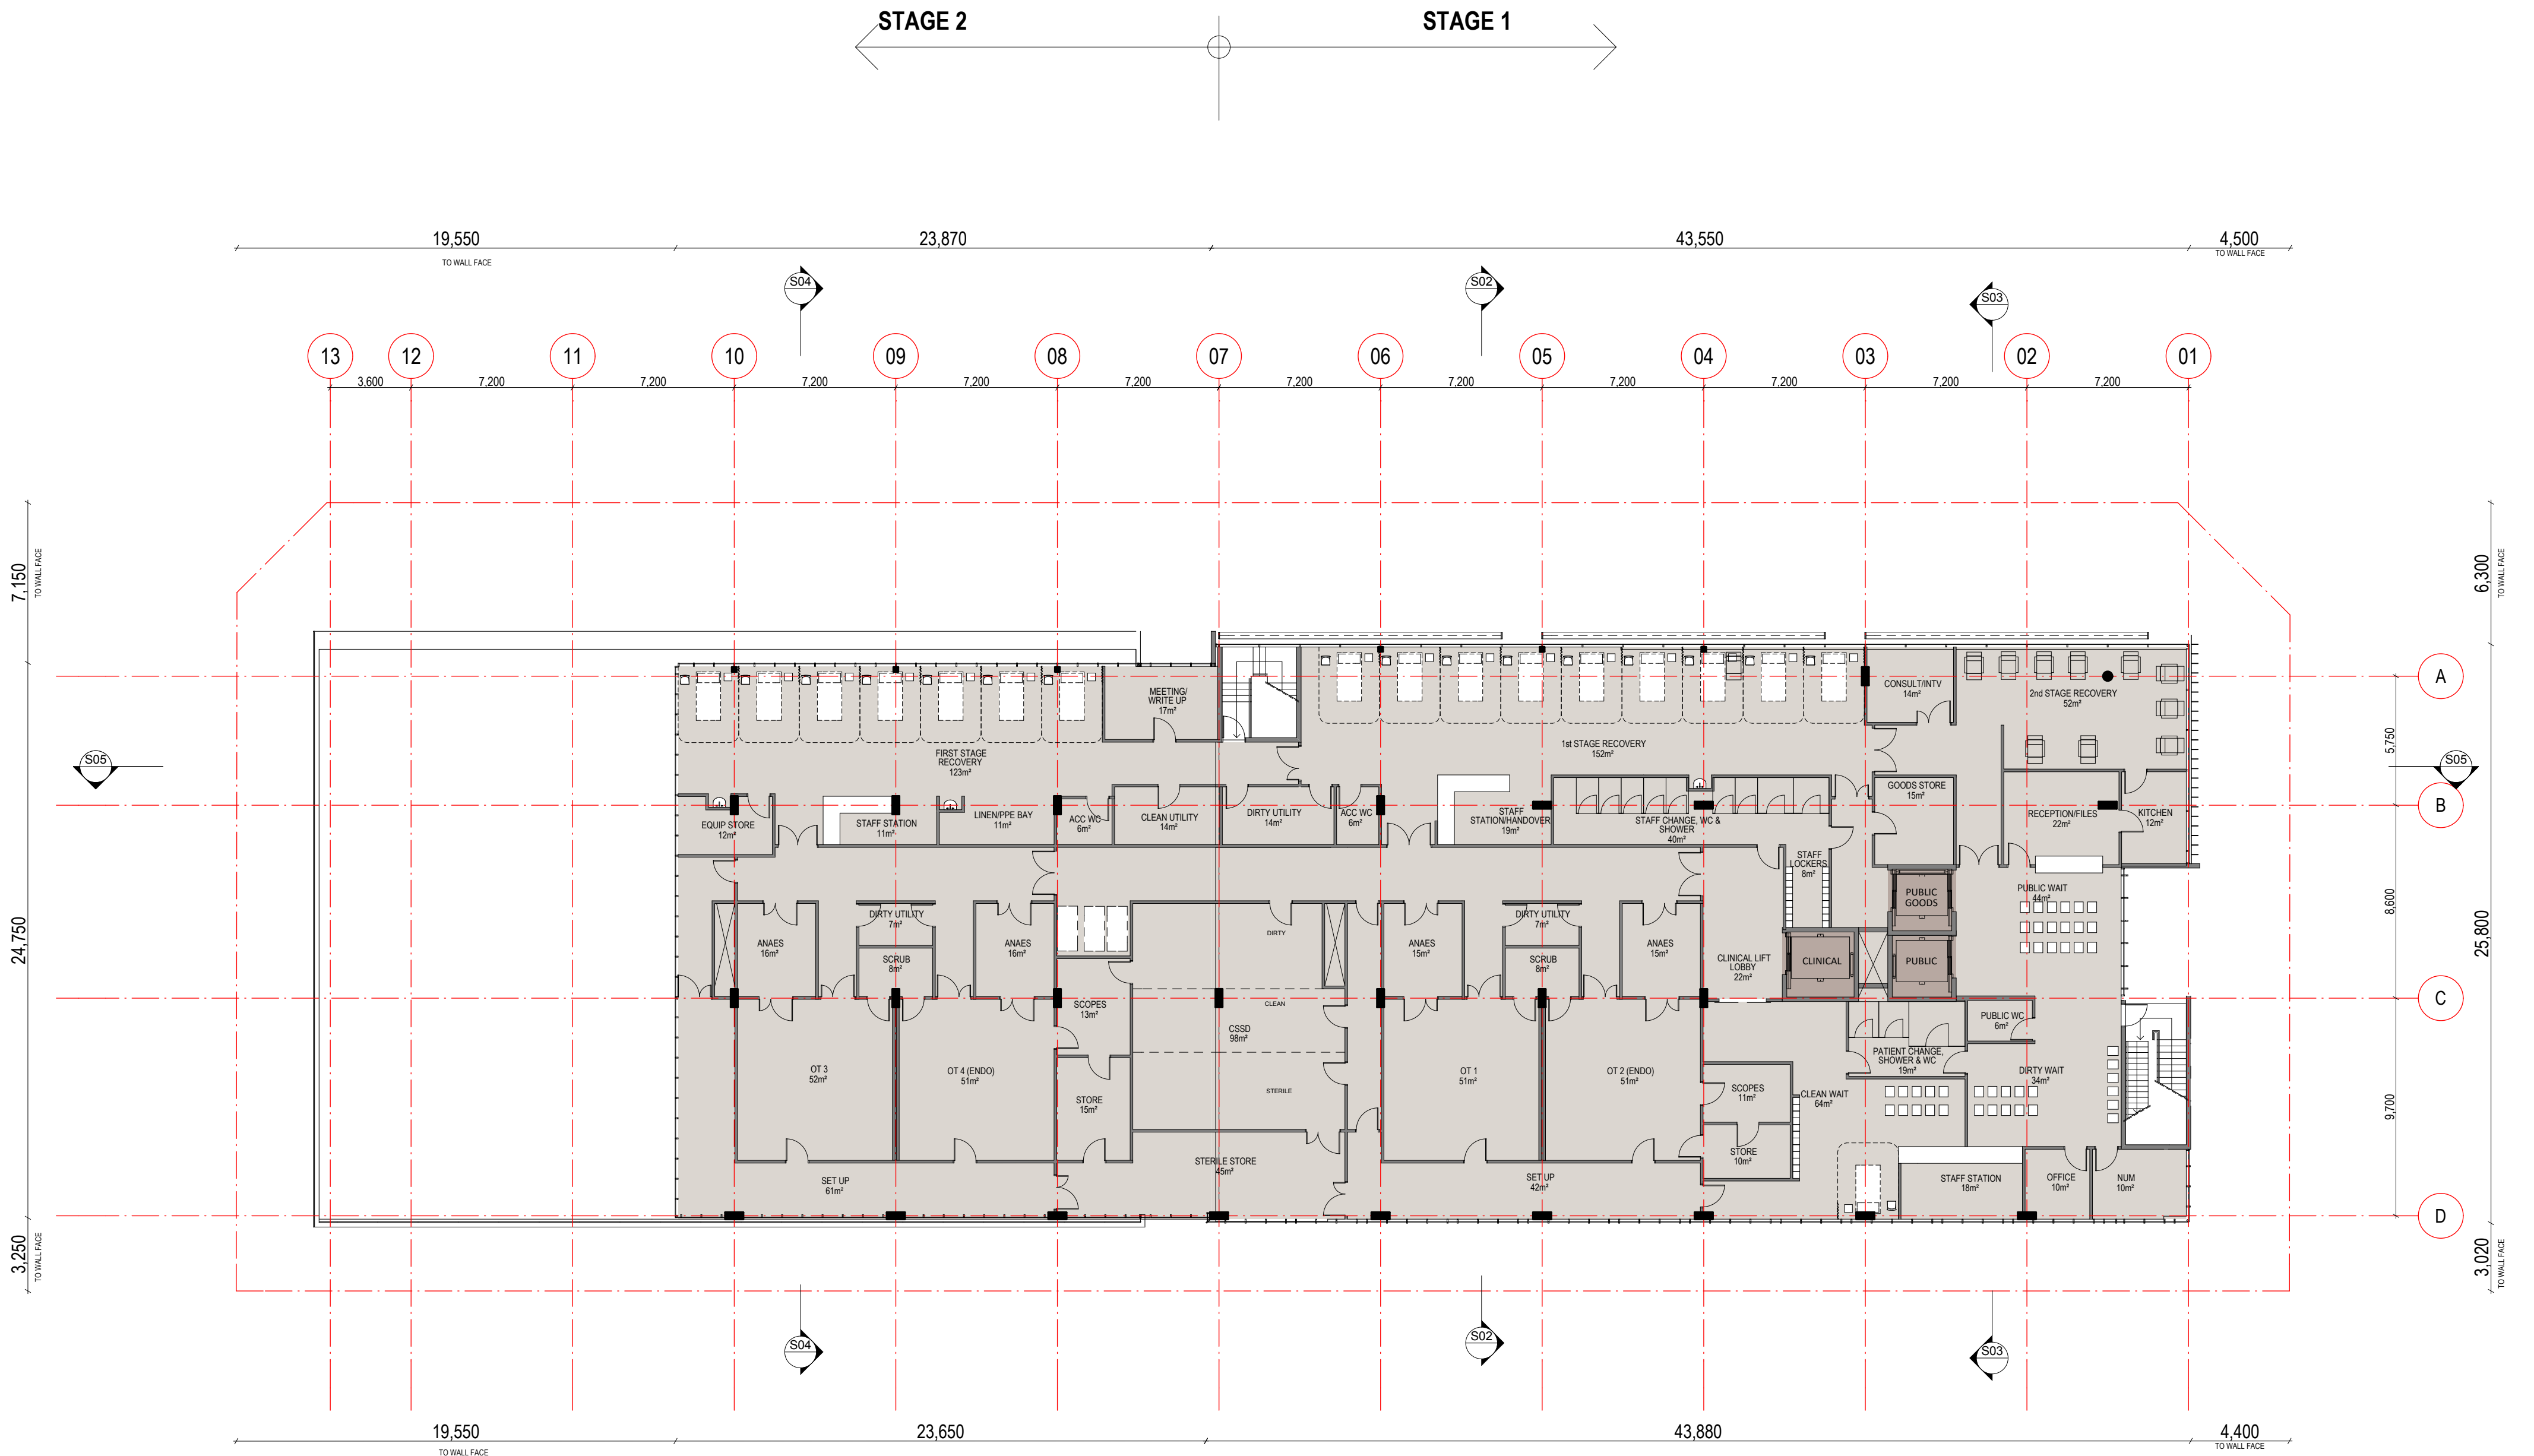 STAGE 2
STAGE 1
19,550
TO WALL FACE
23,870
43,550
4,500
TO WALL FACE
S04
S02
S03
13
12
11
10
09
08
07
06
05
04
03
02
01
3,600
7,200
7,200
7,200
7,200
7,200
7,200
7,200
7,200
7,200
7,200
7,200
7,150
TO WALL FACE
6,300
TO WALL FACE
A
B
C
D
5,750
8,600
9,700
S05
S05
24,750
25,800
3,250
TO WALL FACE
3,020
TO WALL FACE
MEETING/
WRITE UP
17m²
CONSULT/INTV
14m²
2nd STAGE RECOVERY
52m²
FIRST STAGE
RECOVERY
123m²
1st STAGE RECOVERY
152m²
EQUIP STORE
12m²
STAFF STATION
11m²
LINEN/PPE BAY
11m²
ACC WC
6m²
CLEAN UTILITY
14m²
DIRTY UTILITY
14m²
ACC WC
6m²
STAFF
STATION/HANDOVER
19m²
STAFF CHANGE, WC &
SHOWER
40m²
GOODS STORE
15m²
RECEPTION/FILES
22m²
KITCHEN
12m²
STAFF
LOCKERS
8m²
PUBLIC
GOODS
PUBLIC WAIT
44m²
ANAES
16m²
DIRTY UTILITY
7m²
SCRUB
8m²
ANAES
16m²
DIRTY
ANAES
15m²
DIRTY UTILITY
7m²
SCRUB
8m²
ANAES
15m²
CLINICAL LIFT
LOBBY
22m²
CLINICAL
PUBLIC
SCOPES
13m²
CLEAN
CSSD
98m²
PUBLIC WC
6m²
PATIENT CHANGE,
SHOWER & WC
19m²
DIRTY WAIT
34m²
OT 3
52m²
OT 4 (ENDO)
51m²
OT 1
51m²
OT 2 (ENDO)
51m²
STORE
15m²
STERILE
SCOPES
11m²
CLEAN WAIT
64m²
STORE
10m²
SET UP
61m²
STERILE STORE
45m²
SET UP
42m²
STAFF STATION
18m²
OFFICE
10m²
NUM
10m²
S04
S02
S03
19,550
TO WALL FACE
23,650
43,880
4,400
TO WALL FACE